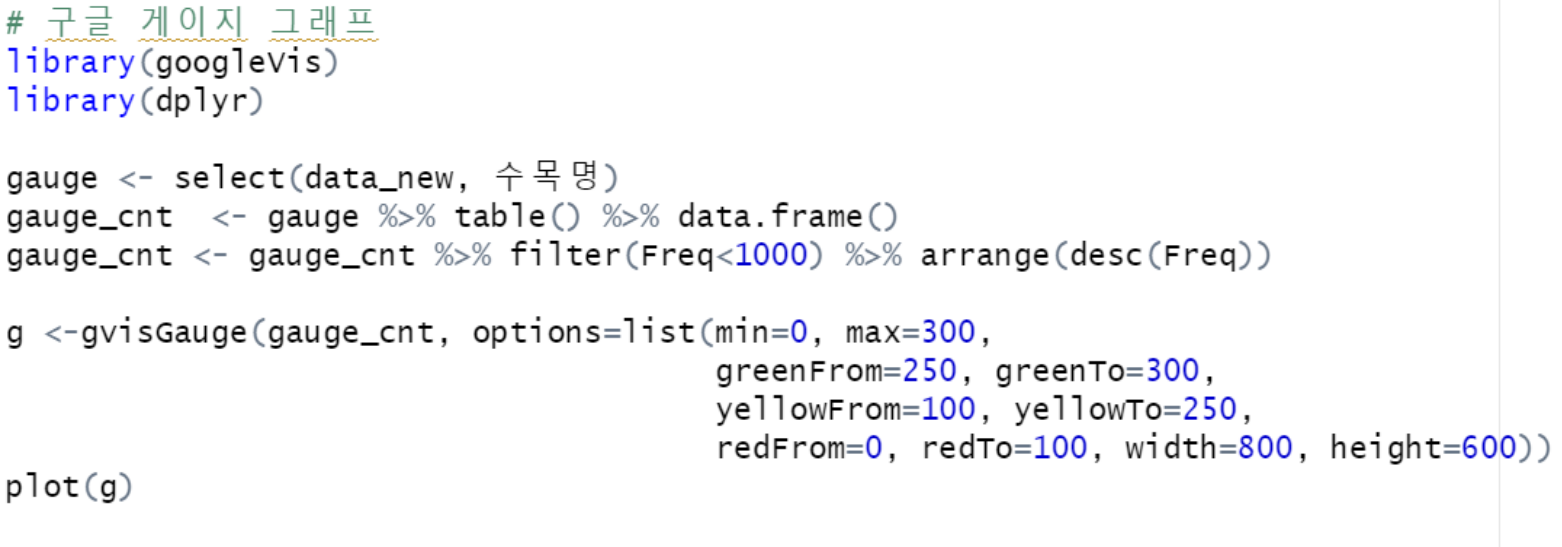 # 구글 게이지 그래프
library(googleVis)
library(dplyr)
gauge <- select(data_new, 수목명)
gauge_cnt  <- gauge %>% table() %>% data.frame()
gauge_cnt <- gauge_cnt %>% filter(Freq<1000) %>% arrange(desc(Freq))
g <-gvisGauge(gauge_cnt, options=list(min=0, max=300,
greenFrom=250, greenTo=300,
yellowFrom=100, yellowTo=250,
redFrom=0, redTo=100, width=800, height=600))
plot(g)